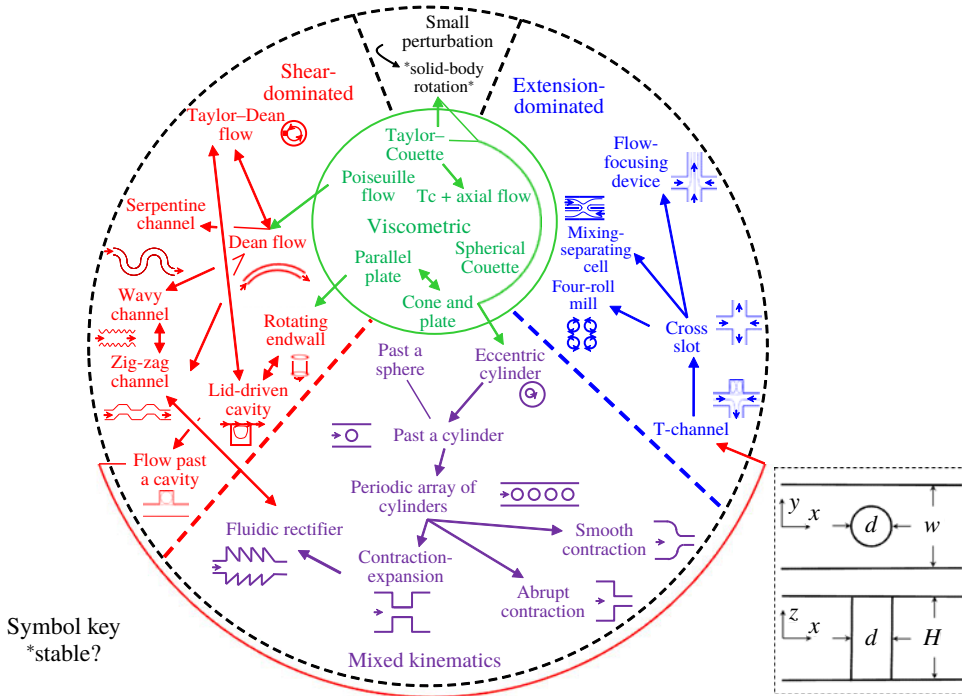 Small
perturbation
*solid-body
rotation*
Shear-
dominated
Extension-
dominated
Taylor–Dean
flow
Taylor–
Couette
Flow-
focusing
device
Poiseuille
flow
Tc + axial flow
Serpentine
channel
Dean flow
Viscometric
Mixing-
separating
cell
Parallel
plate
Spherical
Couette
Four-roll
mill
Wavy
channel
Cone and
plate
Rotating
endwall
Cross
slot
Past a
sphere
Eccentric
cylinder
Zig-zag
channel
Lid-driven
cavity
Past a cylinder
T-channel
Flow past
a cavity
Periodic array of
cylinders
Fluidic rectifier
Smooth
contraction
Contraction-
expansion
Abrupt
contraction
Mixed kinematics
Symbol key
*stable?
y
x
d
w
z
x
d
H